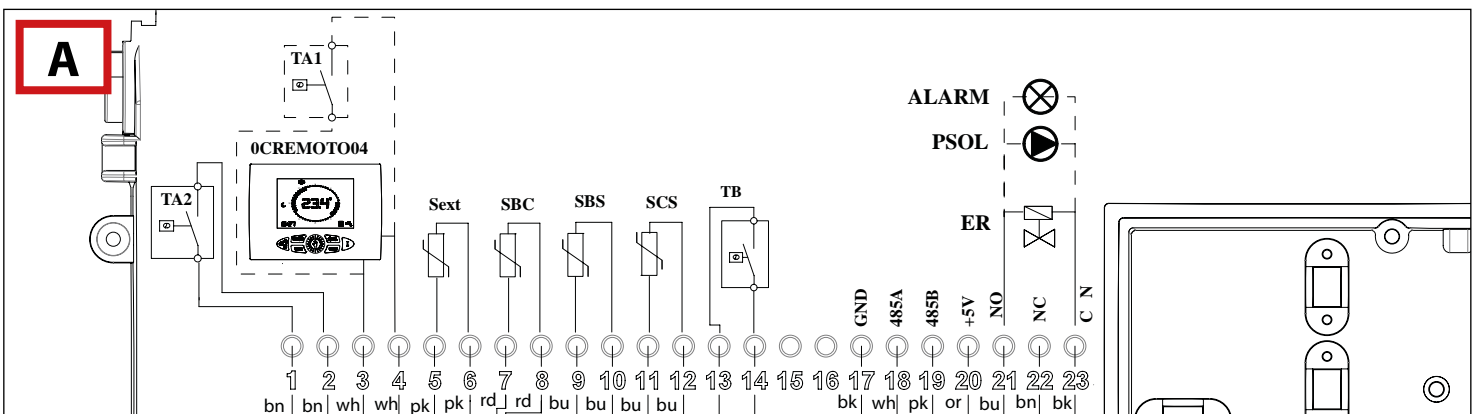 A
TA1
ALARM
0CREMOTO04
PSOL
TA2
23.4°
Sext
SBC
SBS
SCS
TB
ER
GND
485A
485B
+5V
NO
NC
C N
1 2 3 4 5 6 7 8 9 10 11 12 13 14 15 16 17 18 19 20 21 22 23
bn bn wh wh pk pk rd rd bu bu bu bu bk wh pk or bu bn bk